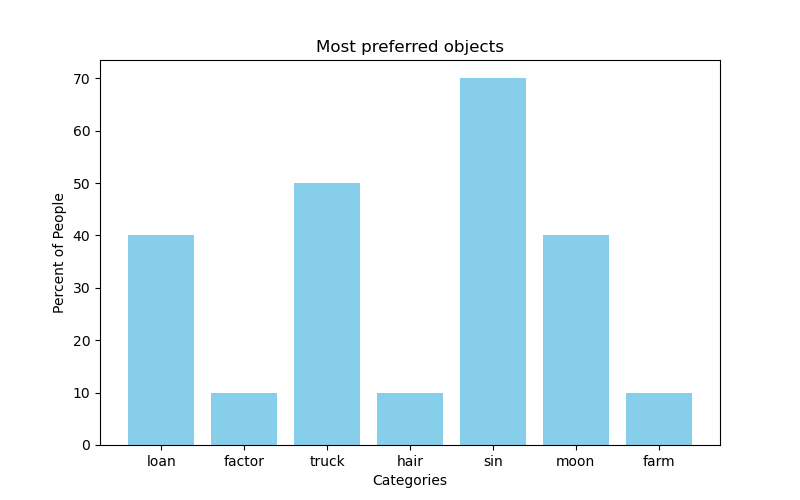 Most preferred objects
Percent of People
70
60
50
40
30
20
10
0
loan factor truck hair sin moon farm
Categories